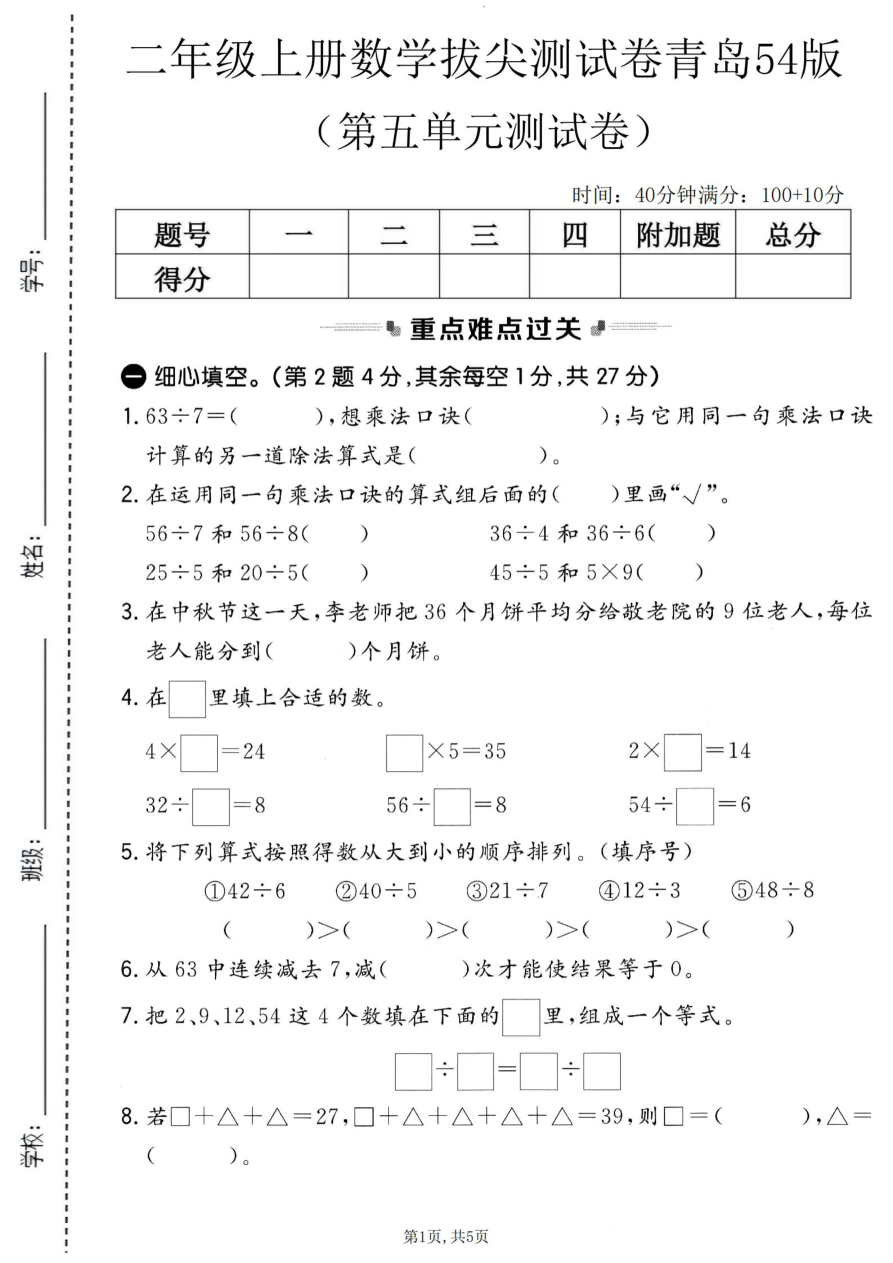 二年级上册数学拔尖测试卷青岛54版
（第五单元测试卷）
时间：40分钟满分：100+10分
题号 一 二 三 四 附加题 总分
得分
重点难点过关
一 细心填空。(第2题4分,其余每空1分,共27分)
1. 63÷7=(  ),想乘法口诀(  );与它用同一句乘法口诀
计算的另一道除法算式是(  )。
2. 在运用同一句乘法口诀的算式组后面的(  )里画“√”。
56÷7 和 56÷8(  ) 36÷4 和 36÷6(  )
25÷5 和 20÷5(  ) 45÷5 和 5×9(  )
3. 在中秋节这一天,李老师把 36 个月饼平均分给敬老院的 9 位老人,每位
老人能分到(  )个月饼。
4. 在□里填上合适的数。
4×□=24 □×5=35 2×□=14
32÷□=8 56÷□=8 54÷□=6
5. 将下列算式按照得数从大到小的顺序排列。(填序号)
①42÷6 ②40÷5 ③21÷7 ④12÷3 ⑤48÷8
(  )>(  )>(  )>(  )>(  )
6. 从 63 中连续减去 7,减(  )次才能使结果等于 0。
7. 把 2、9、12、54 这 4 个数填在下面的□里,组成一个等式。
□÷□=□÷□
8. 若□+△+△=27,□+△+△+△+△=39,则□=(  ),△=
(  )。
第1页,共5页
学号：
姓名：
班级：
学校：